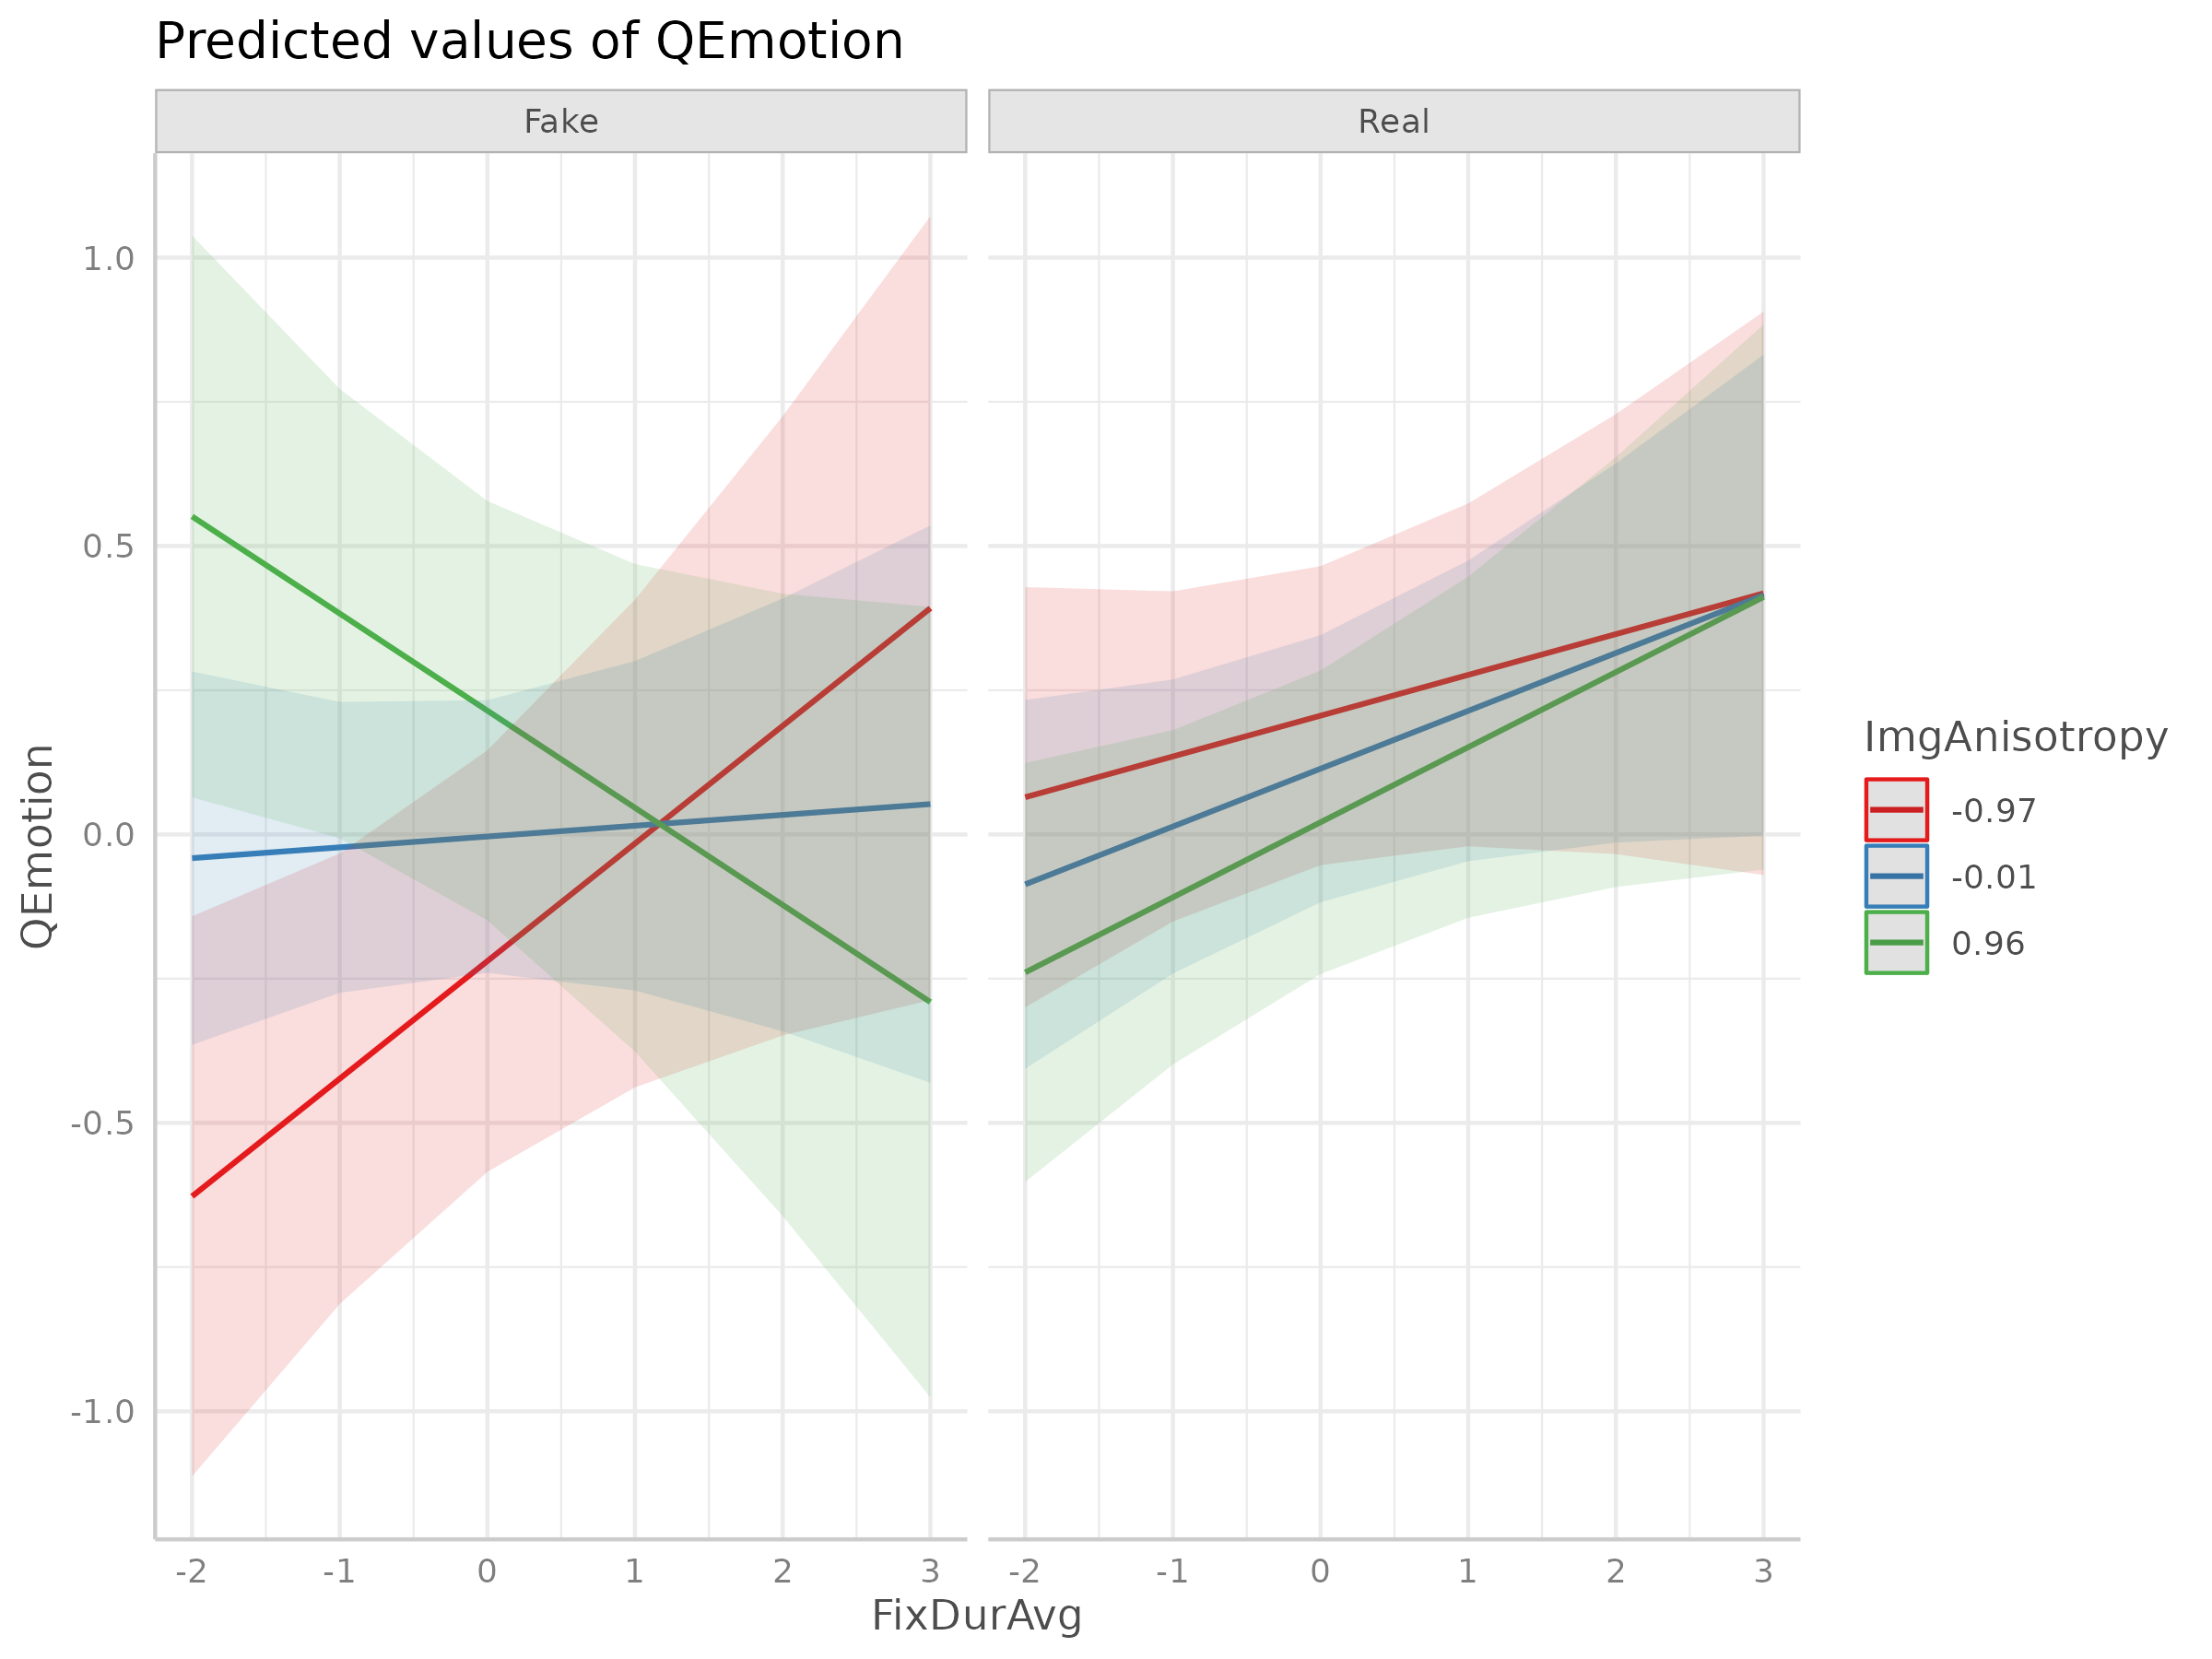 Predicted values of QEmotion
Fake
Real
1.0
0.5
0.0
-0.5
-1.0
QEmotion
-2 -1 0 1 2 3
-2 -1 0 1 2 3
FixDurAvg
ImgAnisotropy
-0.97
-0.01
0.96